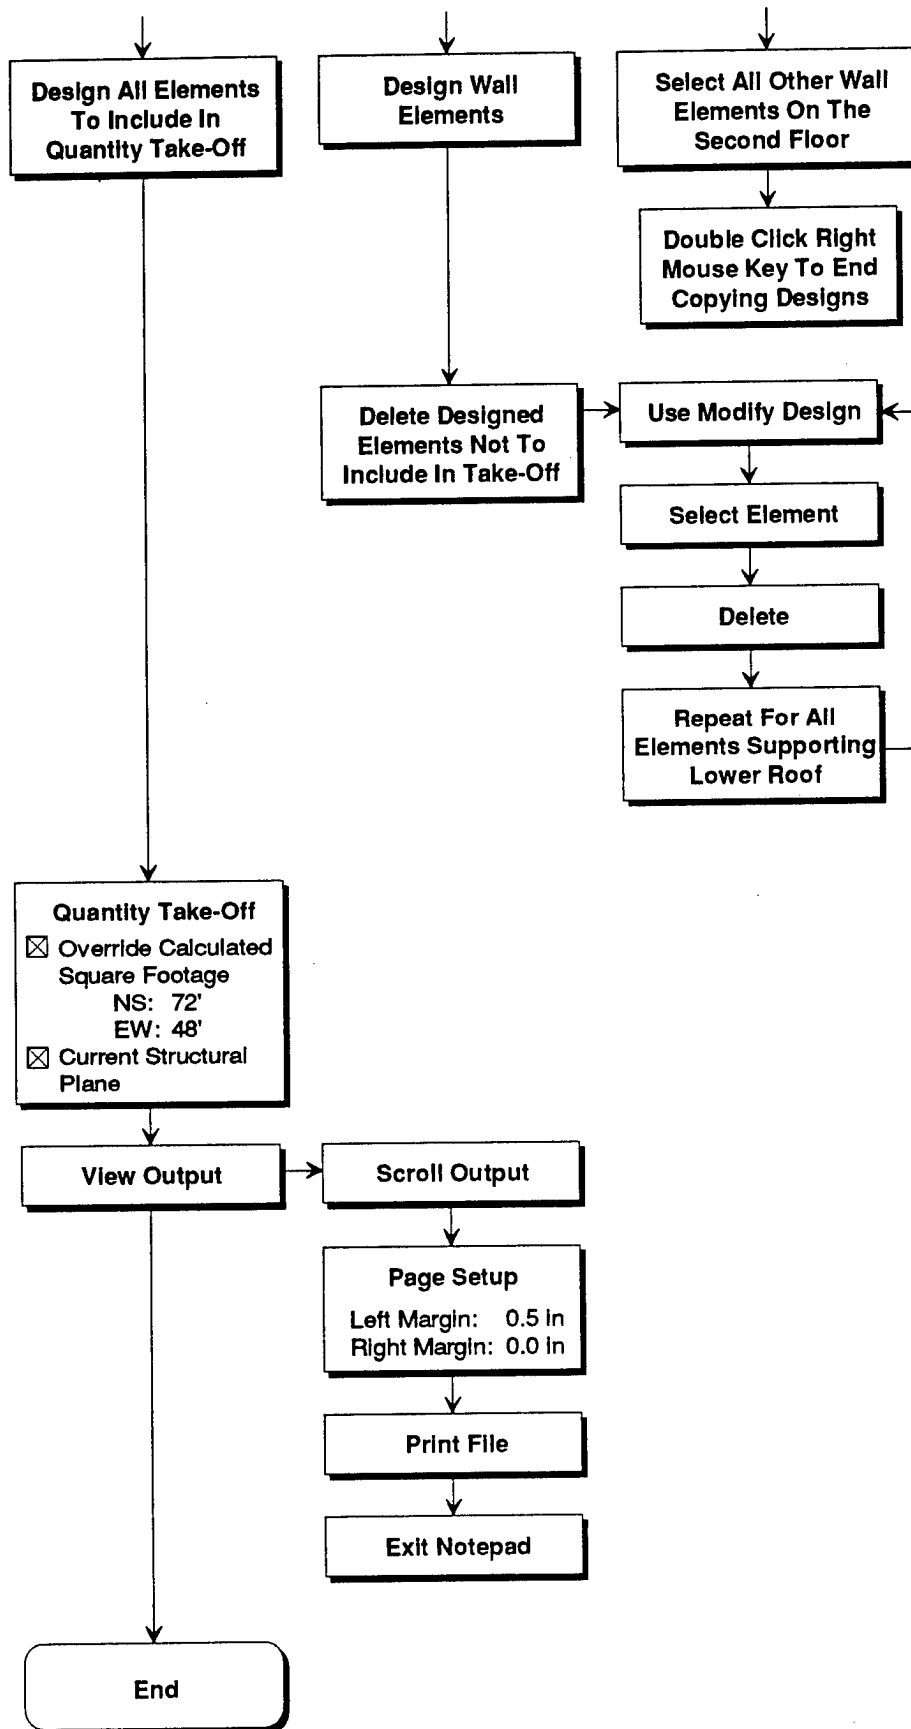 Design All Elements
To Include In
Quantity Take-Off
Design Wall
Elements
Select All Other Wall
Elements On The
Second Floor
Double Click Right
Mouse Key To End
Copying Designs
Delete Designed
Elements Not To
Include In Take-Off
Use Modify Design
Select Element
Delete
Repeat For All
Elements Supporting
Lower Roof
Quantity Take-Off
Override Calculated
Square Footage
NS: 72'
EW: 48'
Current Structural
Plane
View Output
Scroll Output
Page Setup
Left Margin: 0.5 in
Right Margin: 0.0 in
Print File
Exit Notepad
End